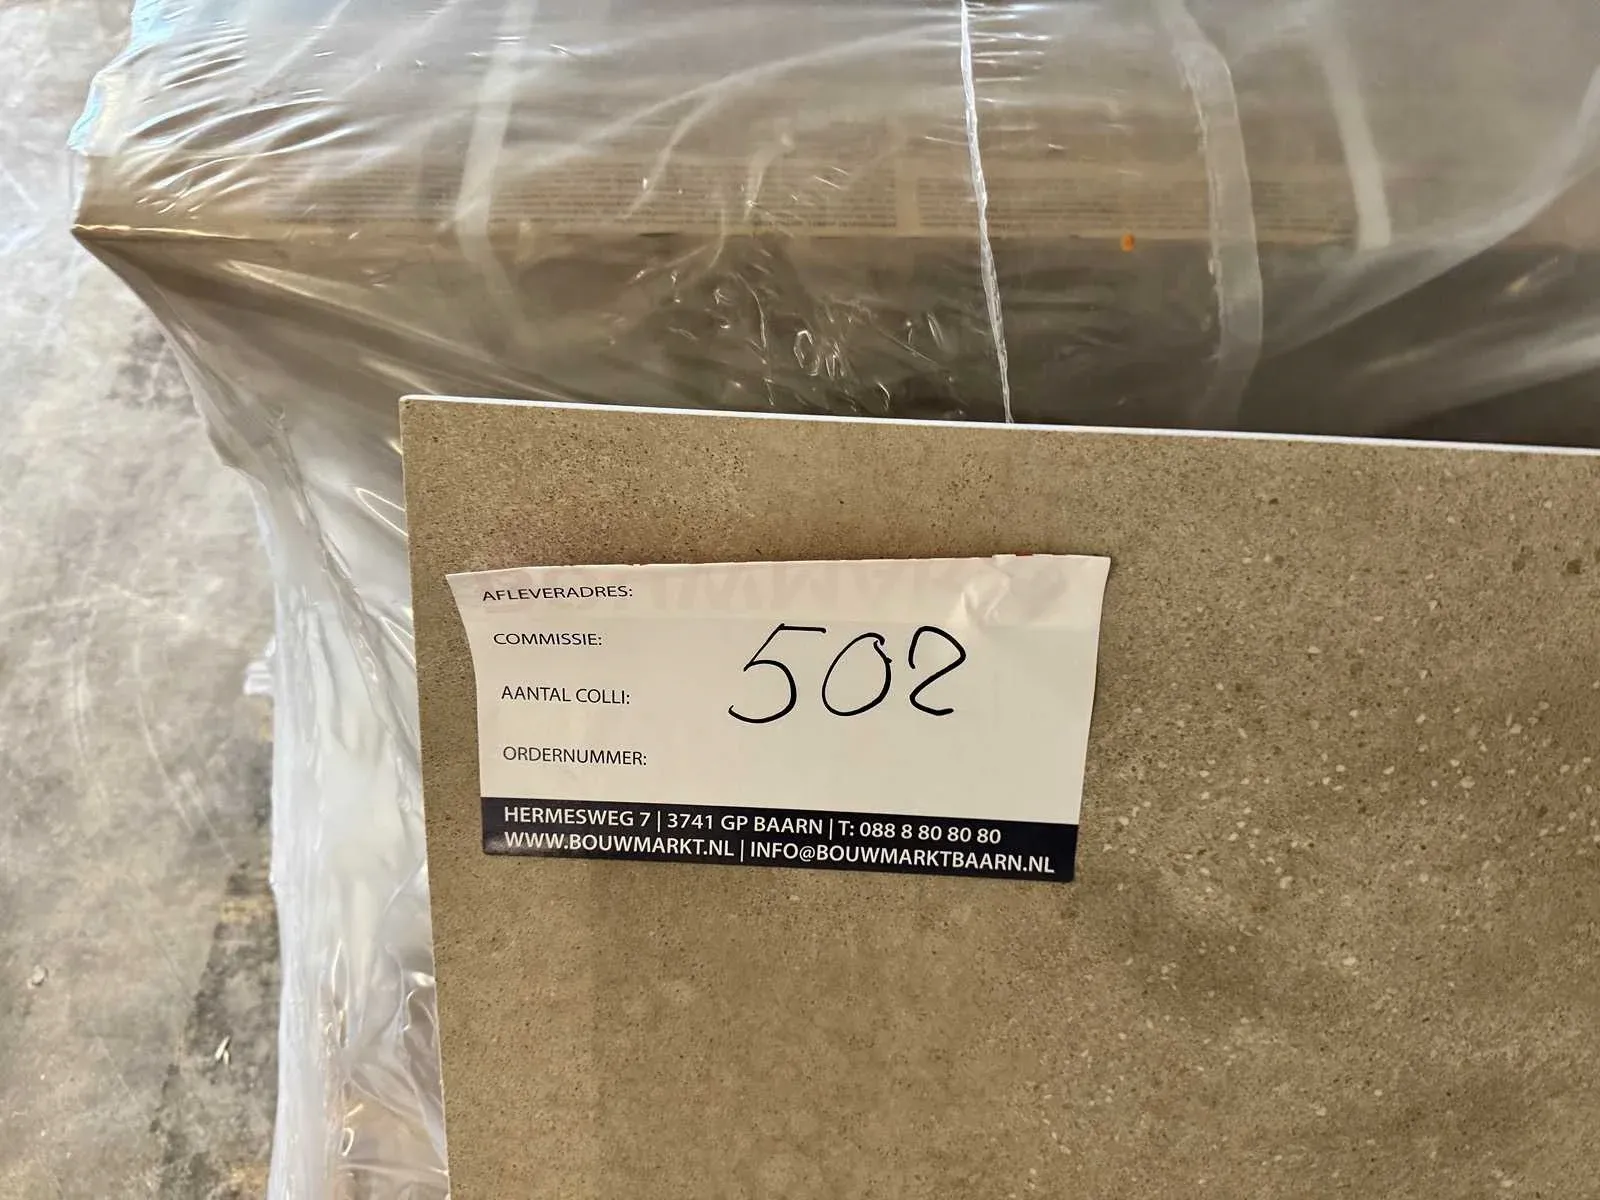 AFLEVERADRES:
COMMISSIE:
502
AANTAL COLLI:
ORDERNUMMER:
HERMESWEG 7 | 3741 GP BAARN | T: 088 8 80 80 80
WWW.BOUWMARKT.NL | INFO@BOUWMARKTBAARN.NL